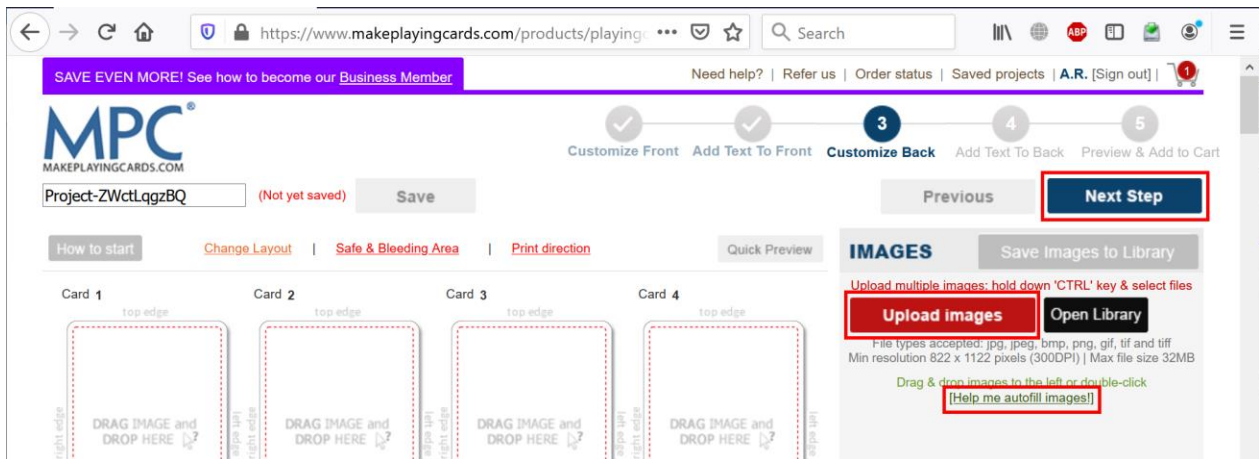 https://www.makeplayingcards.com/products/playing
Search
ABP
SAVE EVEN MORE! See how to become our Business Member
Need help? | Refer us | Order status | Saved projects | A.R. [Sign out] | 1
MPC®
MAKEPLAYINGCARDS.COM
3 4 5
Customize Front Add Text To Front Customize Back Add Text To Back Preview & Add to Cart
Project-ZWctLqgzBQ (Not yet saved) Save Previous Next Step
How to start Change Layout | Safe & Bleeding Area | Print direction Quick Preview
IMAGES Save Images to Library
Upload multiple images: hold down 'CTRL' key & select files
Upload images Open Library
File types accepted: jpg, jpeg, bmp, png, gif, tif and tiff
Min resolution 822 x 1122 pixels (300DPI) | Max file size 32MB
Drag & drop images to the left or double-click
[Help me autofill images!]
Card 1 Card 2 Card 3 Card 4
top edge top edge top edge top edge
right edge left edge right edge left edge right edge left edge right edge left edge
DRAG IMAGE and DRAG IMAGE and DRAG IMAGE and DRAG IMAGE and
DROP HERE ? DROP HERE ? DROP HERE ? DROP HERE ?